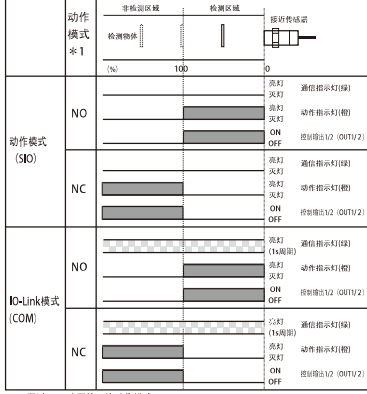 动作
模式
*1
非检测区域
检测区域
接近传感器
检测物体
(%)
100
0
动作模式
(SIO)
NO
亮灯
灭灯
通信指示灯(绿)
亮灯
灭灯
动作指示灯(橙)
ON
OFF
控制输出1/2 (OUT1/2)
NC
亮灯
灭灯
通信指示灯(绿)
亮灯
灭灯
动作指示灯(橙)
ON
OFF
控制输出1/2 (OUT1/2)
IO-Link模式
(COM)
NO
亮灯
(1s周期)
通信指示灯(绿)
亮灯
灭灯
动作指示灯(橙)
ON
OFF
控制输出1/2 (OUT1/2)
NC
亮灯
(1s周期)
通信指示灯(绿)
亮灯
灭灯
动作指示灯(橙)
ON
OFF
控制输出1/2 (OUT1/2)